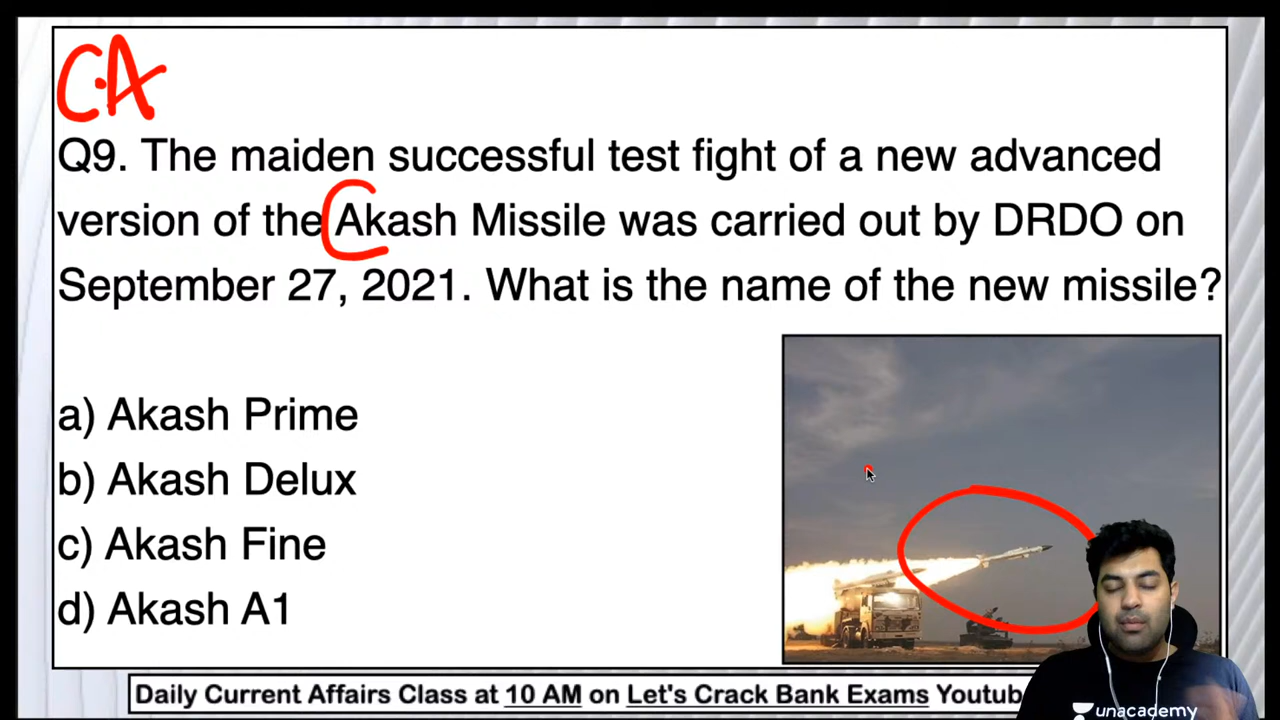 C.A
Q9. The maiden successful test fight of a new advanced
version of the Akash Missile was carried out by DRDO on
September 27, 2021. What is the name of the new missile?
a) Akash Prime
b) Akash Delux
c) Akash Fine
d) Akash A1
Daily Current Affairs Class at 10 AM on Let's Crack Bank Exams Youtub
unacademy